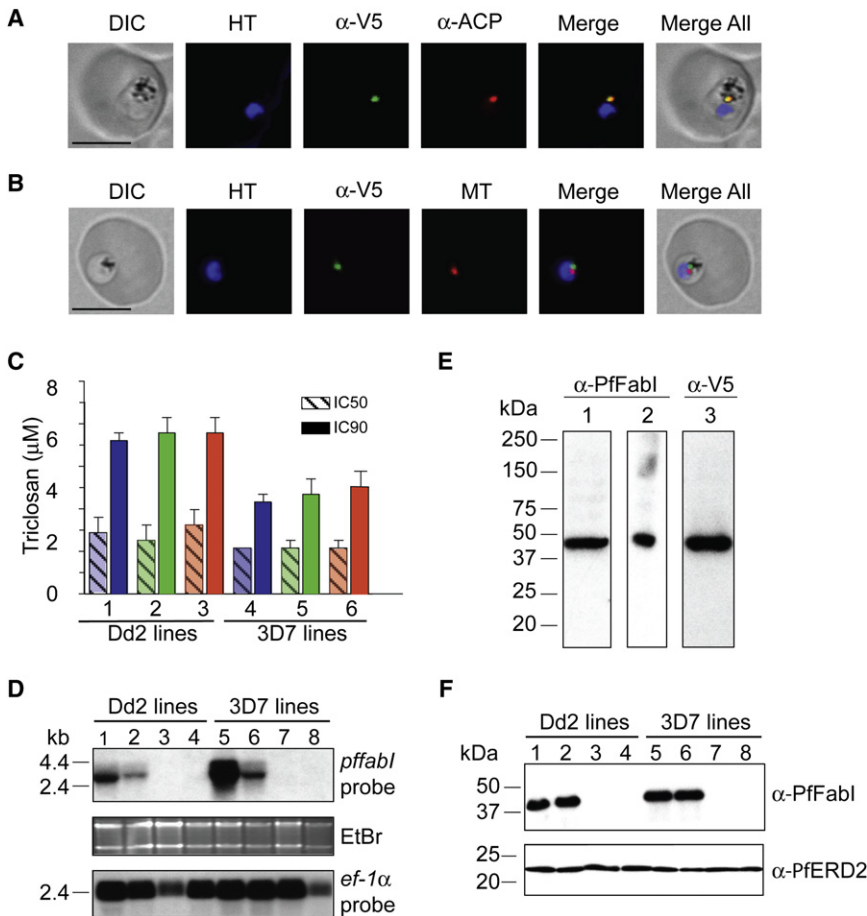 A
DIC HT α-V5 α-ACP Merge Merge All
B
DIC HT α-V5 MT Merge Merge All
C
8
6
4
2
0
Triclosan (μM)
IC50
IC90
1 2 3 4 5 6
Dd2 lines 3D7 lines
D
Dd2 lines 3D7 lines
kb 1 2 3 4 5 6 7 8
4.4
2.4
pffabI
probe
EtBr
2.4
ef-1α
probe
E
α-PfFabI α-V5
kDa 1 2 3
250
150
75
50
37
25
20
F
Dd2 lines 3D7 lines
kDa 1 2 3 4 5 6 7 8
50
37
α-PfFabI
25
20
α-PfERD2